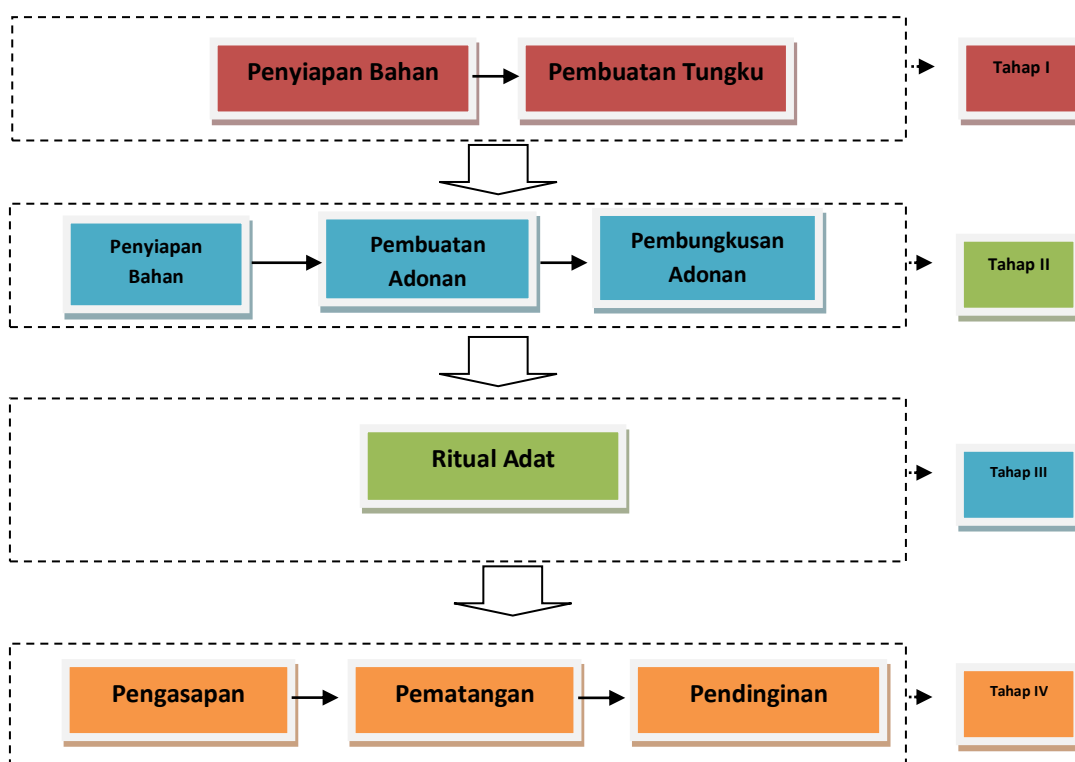 Penyiapan Bahan
Pembuatan Tungku
Tahap I
Penyiapan
Bahan
Pembuatan
Adonan
Pembungkusan
Adonan
Tahap II
Ritual Adat
Tahap III
Pengasapan
Pematangan
Pendinginan
Tahap IV